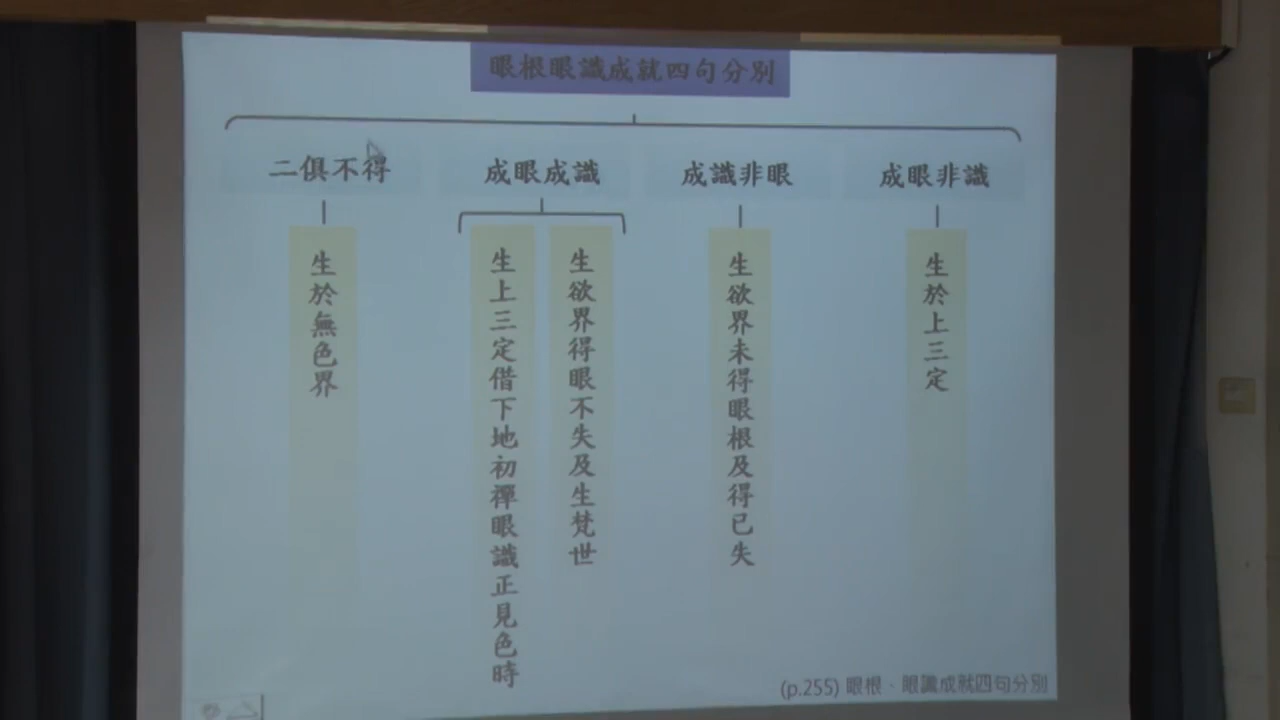 眼根眼識成就四句分別
成眼非識
生於上三定
成識非眼
生欲界未得眼根及得已失
成眼成識
生欲界得眼不失及生梵世
生上三定借下地初禪眼識正見色時
二俱不得
生於無色界
(p.255) 眼根、眼識成就四句分別